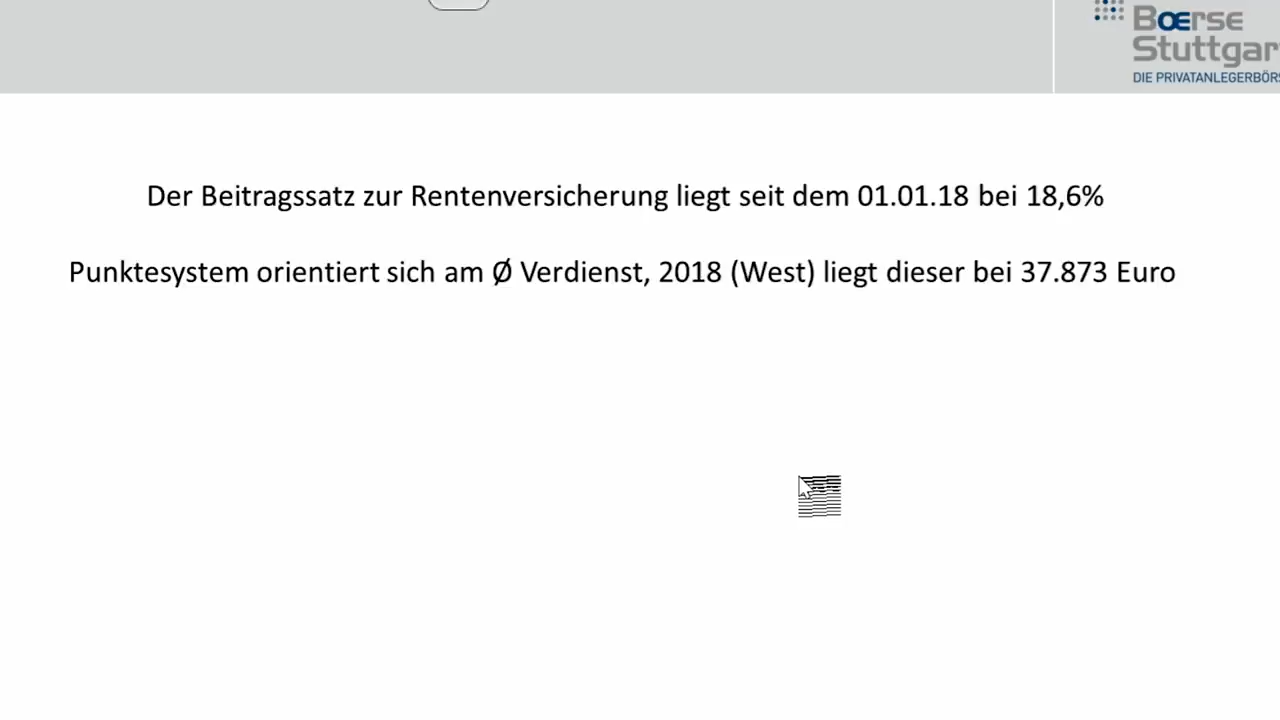 BŒRSE
Stuttgar
DIE PRIVATANLEGERBÖRS
Der Beitragssatz zur Rentenversicherung liegt seit dem 01.01.18 bei 18,6%
Punktesystem orientiert sich am Ø Verdienst, 2018 (West) liegt dieser bei 37.873 Euro